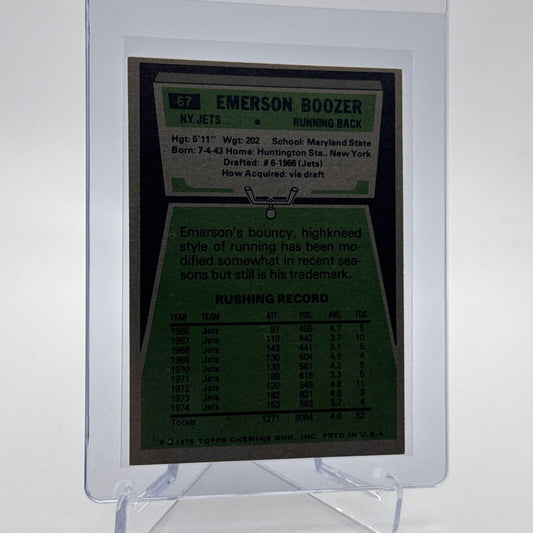 67 EMERSON BOOZER
N.Y. JETS • RUNNING BACK
Hgt: 5'11" Wgt: 202 School: Maryland State
Born: 7-4-43 Home: Huntington Sta., New York
Drafted: #6-1966 (Jets)
How Acquired: via draft
Emerson's bouncy, highkneed
style of running has been mo-
dified somewhat in recent sea-
sons but still is his trademark.
RUSHING RECORD
YEAR TEAM ATT. YDS. AVG. TDS.
1966 Jets 97 455 4.7 5
1967 Jets 119 442 3.7 10
1968 Jets 143 441 3.1 5
1969 Jets 130 604 4.6 4
1970 Jets 139 581 4.2 5
1971 Jets 188 618 3.3 5
1972 Jets 120 549 4.6 11
1973 Jets 182 831 4.6 3
1974 Jets 153 563 3.7 4
Totals 1271 5084 4.0 52
* © 1975 TOPPS CHEWING GUM, INC. PRTD IN U.S.A.